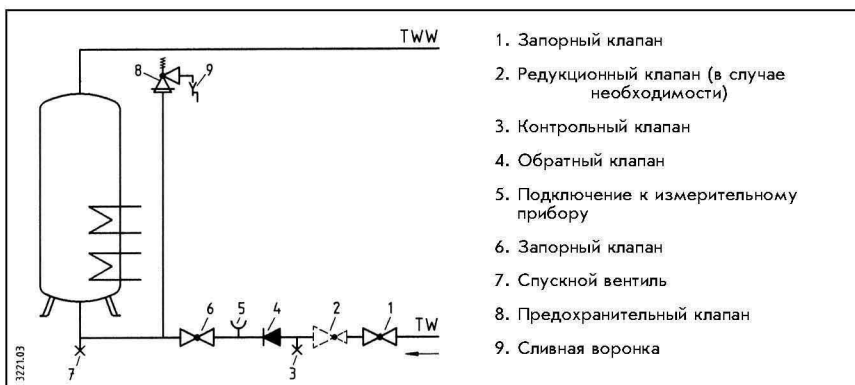 TWW
8
9
6
5
4
2
1
TW
7
3
3221.03
1. Запорный клапан
2. Редукционный клапан (в случае
необходимости)
3. Контрольный клапан
4. Обратный клапан
5. Подключение к измерительному
прибору
6. Запорный клапан
7. Спускной вентиль
8. Предохранительный клапан
9. Сливная воронка